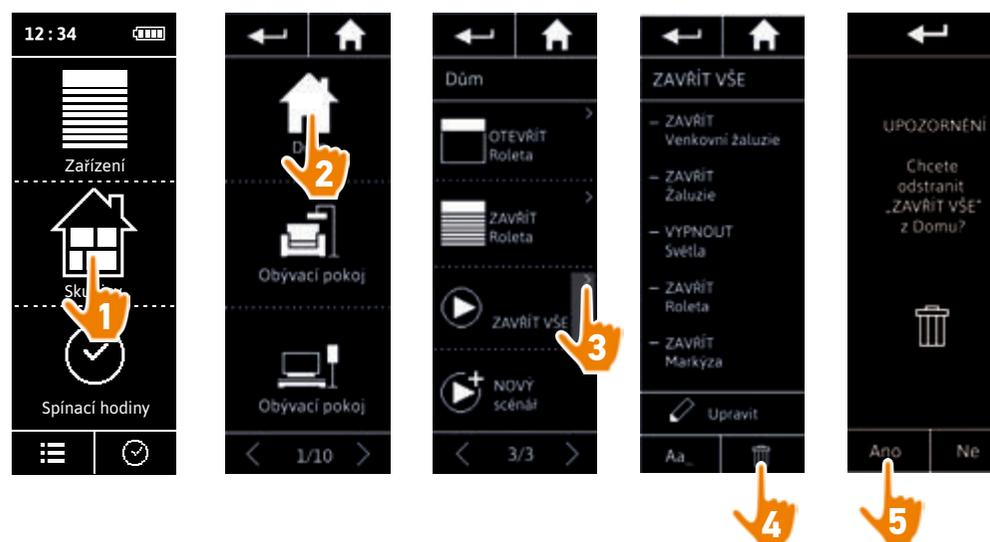 12:34
Zařízení
1
Spínací hodiny
2
Obývací pokoj
Obývací pokoj
1/10
Dům
OTEVŘÍT
Roleta
ZAVŘÍT
Roleta
ZAVŘÍT VŠE
3
NOVÝ
scénář
3/3
ZAVŘÍT VŠE
– ZAVŘÍT
Venkovní žaluzie
– ZAVŘÍT
Žaluzie
– VYPNOUT
Světla
– ZAVŘÍT
Roleta
– ZAVŘÍT
Markýza
Upravit
Aa_
4
UPOZORNĚNÍ
Chcete
odstranit
„ZAVŘÍT VŠE“
z Domu?
Ano
Ne
5